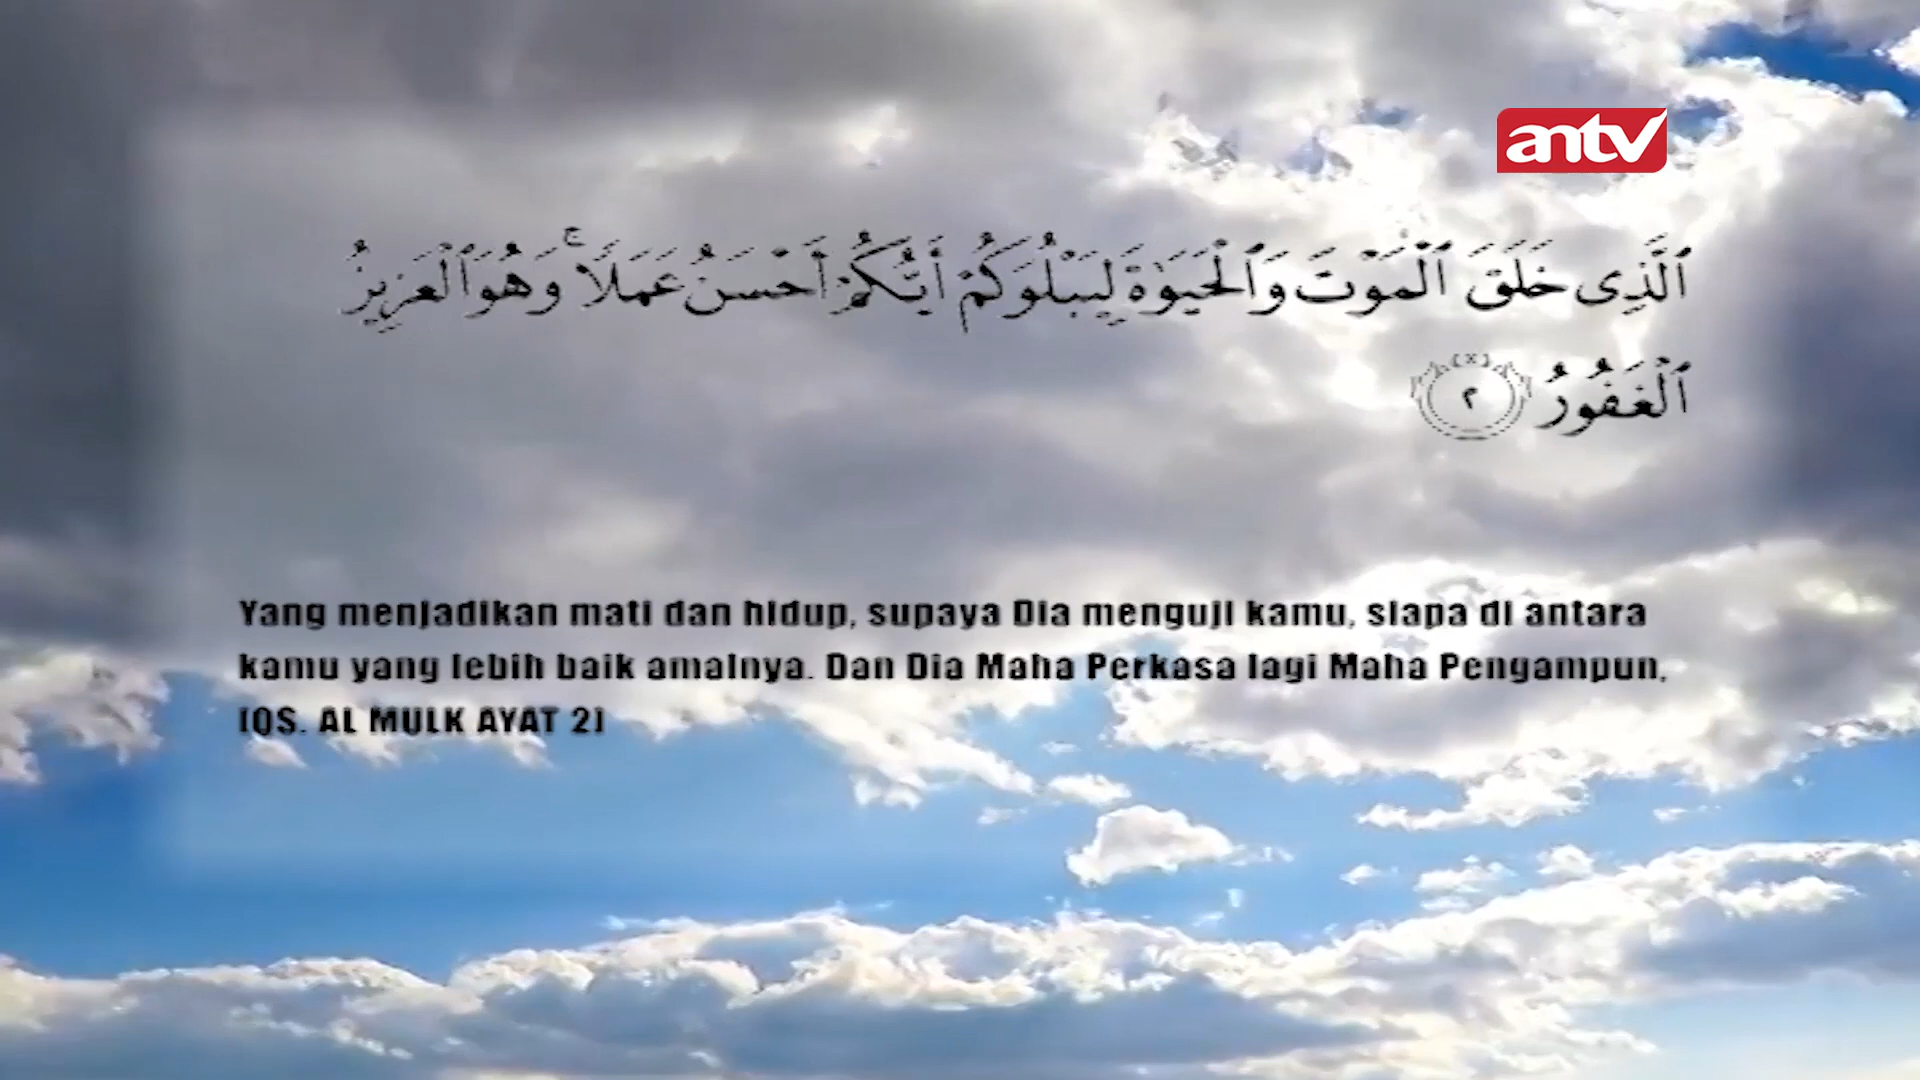 antv
ٱلَّذِى خَلَقَ ٱلْمَوْتَ وَٱلْحَيَوٰةَ لِيَبْلُوَكُمْ أَيُّكُمْ أَحْسَنُ عَمَلًا ۚ وَهُوَ ٱلْعَزِيزُ
ٱلْغَفُورُ ٢
Yang menjadikan mati dan hidup, supaya Dia menguji kamu, siapa di antara
kamu yang lebih baik amalnya. Dan Dia Maha Perkasa lagi Maha Pengampun,
[QS. AL MULK AYAT 2]